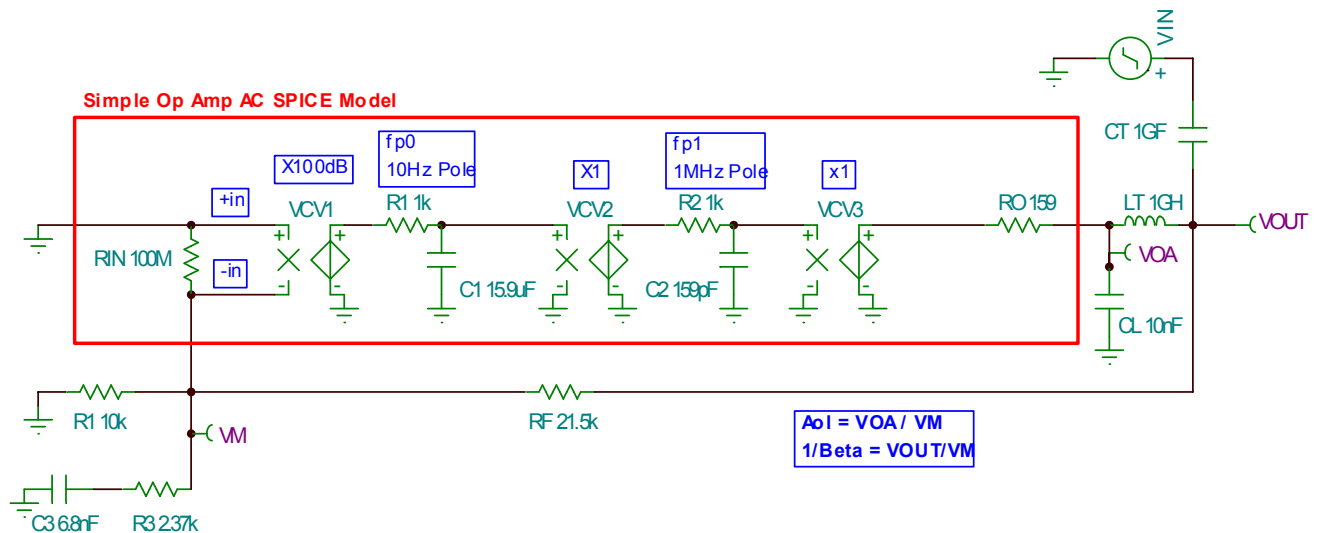 VIN
+
Simple Op Amp AC SPICE Model
CT 1GF
fp0
10Hz Pole
fp1
1MHz Pole
X100dB
X1
x1
+in
VCV1
R1 1k
VCV2
R2 1k
VCV3
RO 159
LT 1GH
VOUT
RIN 100M
-in
VOA
C1 15.9uF
C2 159pF
CL 10nF
R1 10k
RF 21.5k
VM
Aol = VOA / VM
1/Beta = VOUT/VM
C3 6.8nF
R3 2.37k